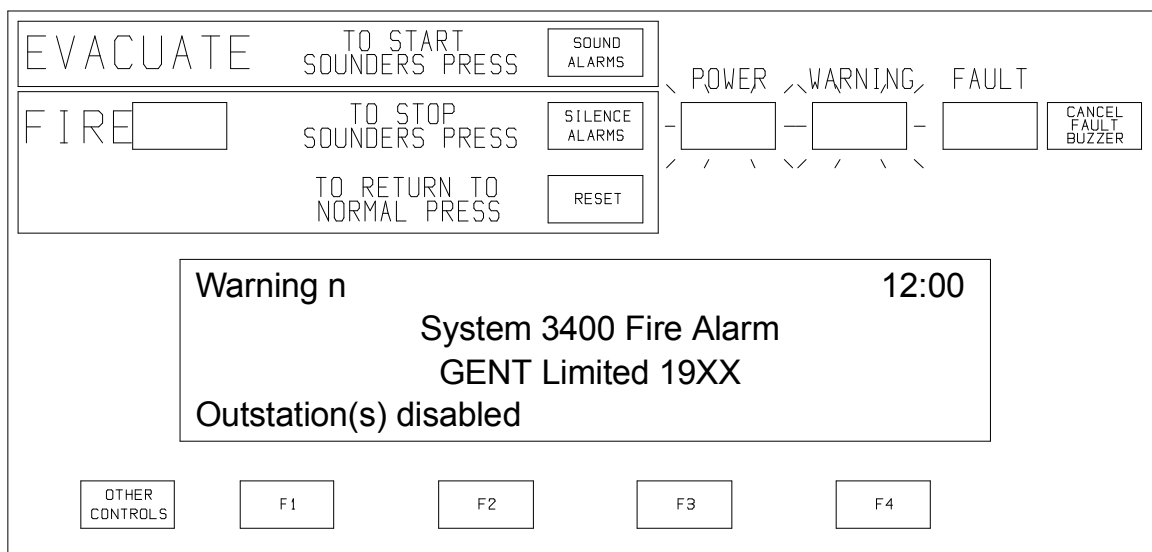 EVACUATE
TO START
SOUNDERS PRESS
SOUND
ALARMS
FIRE
TO STOP
SOUNDERS PRESS
SILENCE
ALARMS
TO RETURN TO
NORMAL PRESS
RESET
POWER
WARNING
FAULT
CANCEL
FAULT
BUZZER
Warning n 12:00
System 3400 Fire Alarm
GENT Limited 19XX
Outstation(s) disabled
OTHER
CONTROLS
F1
F2
F3
F4